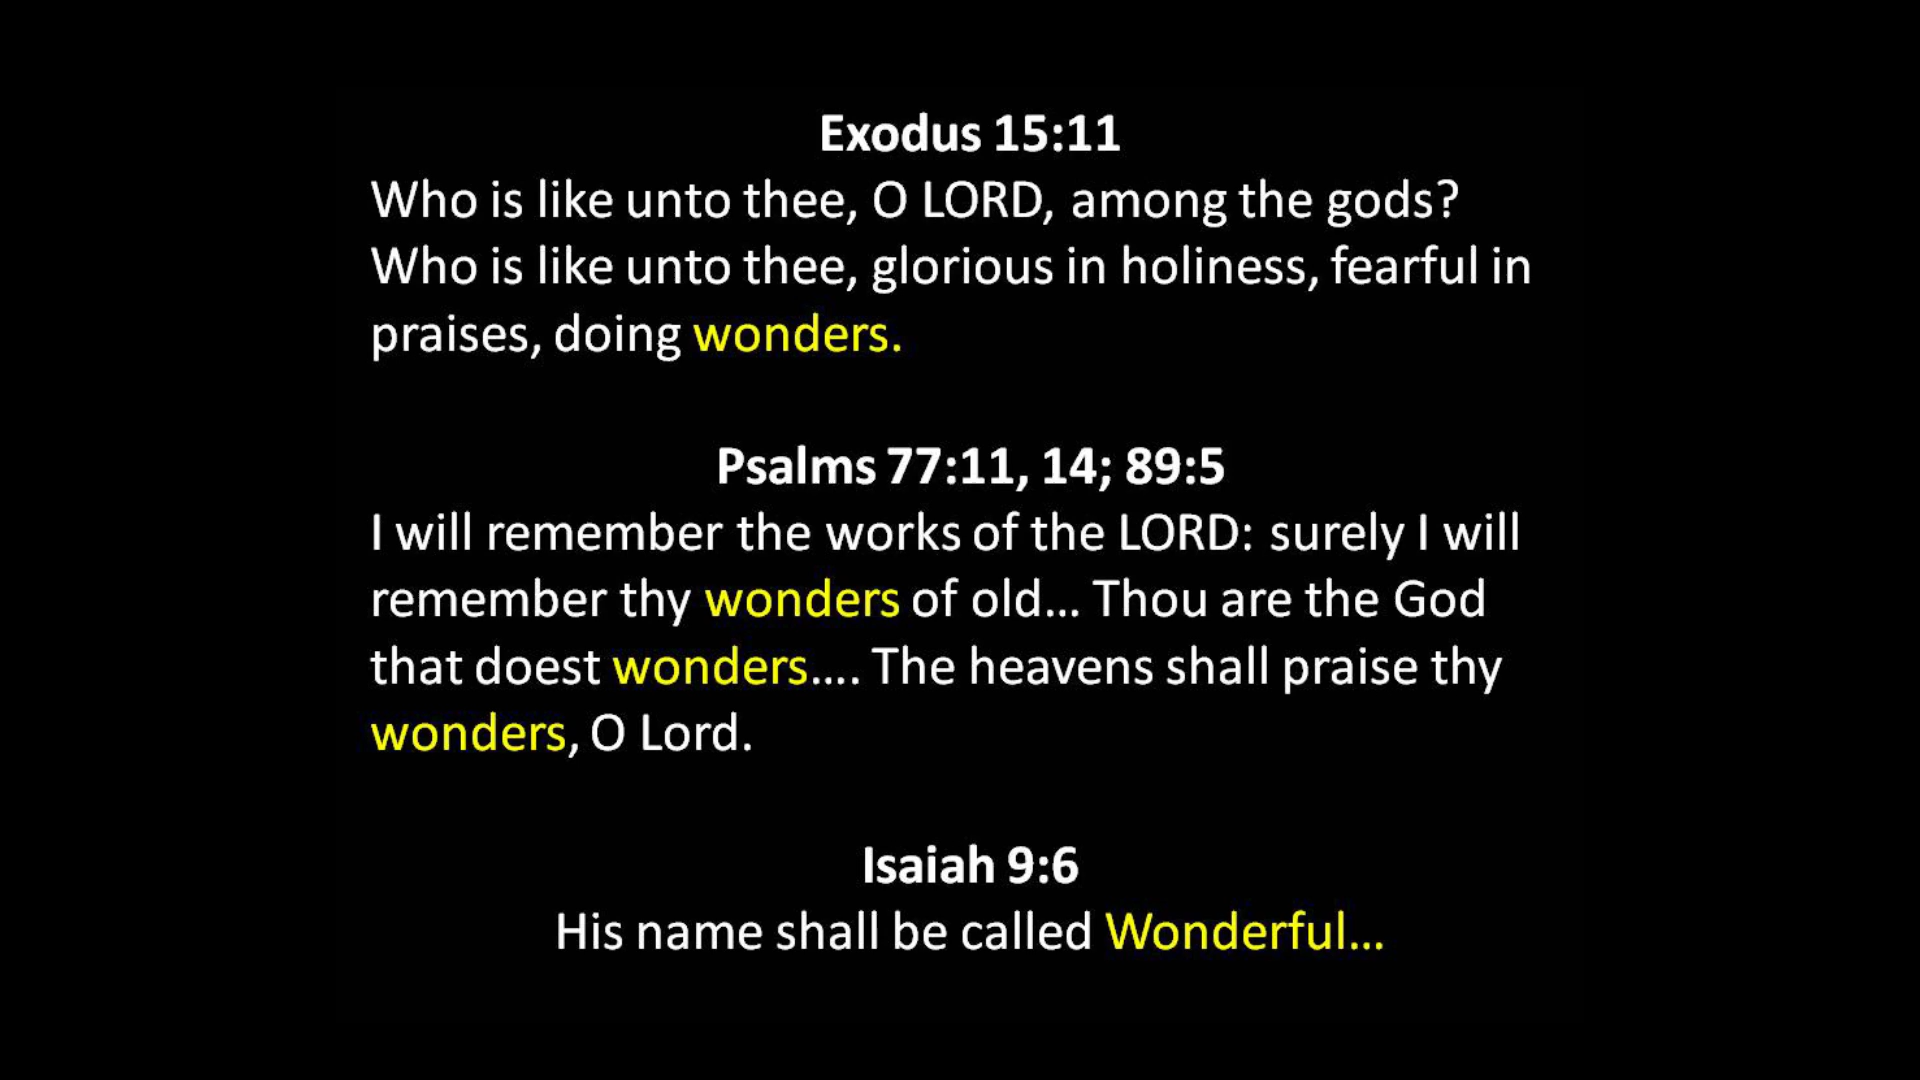 Exodus 15:11
Who is like unto thee, O LORD, among the gods?
Who is like unto thee, glorious in holiness, fearful in
praises, doing wonders.
Psalms 77:11, 14; 89:5
I will remember the works of the LORD: surely I will
remember thy wonders of old... Thou are the God
that doest wonders.... The heavens shall praise thy
wonders, O Lord.
Isaiah 9:6
His name shall be called Wonderful...